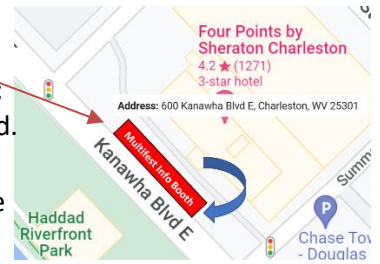 Four Points by
Sheraton Charleston
4.2 ★ (1271)
3-star hotel
Address: 600 Kanawha Blvd E, Charleston, WV 25301
d.
Multifest Info Booth
Kanawha Blvd E
e
Summ
Haddad
Riverfront
Park
P
Chase Tow
- Douglas